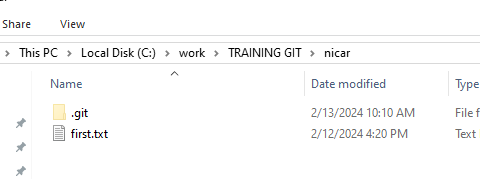 Share View
This PC > Local Disk (C:) > work > TRAINING GIT > nicar
Name Date modified Type
.git 2/13/2024 10:10 AM File f
first.txt 2/12/2024 4:20 PM Text